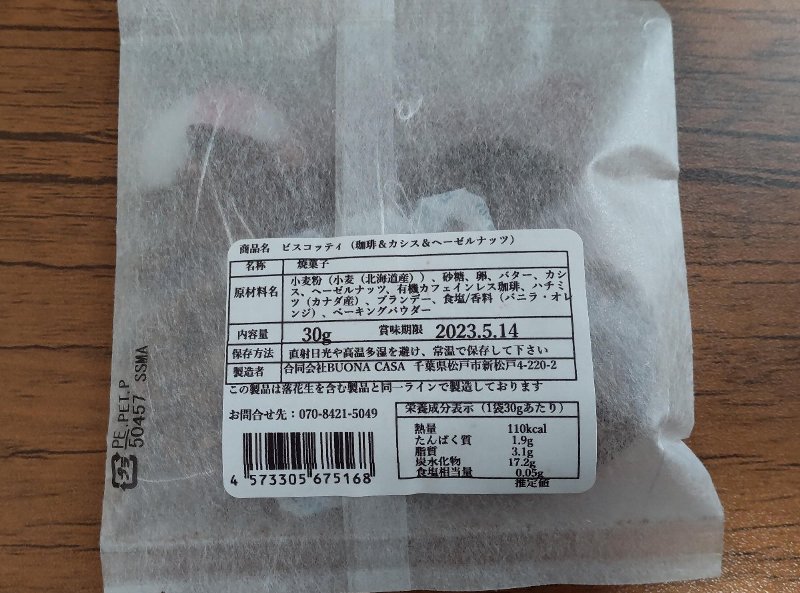 商品名 ビスコッティ（珈琲＆カシス＆ヘーゼルナッツ）
名称 焼菓子
原材料名 小麦粉（小麦（北海道産））、砂糖、卵、バター、カシ
ス、ヘーゼルナッツ、有機カフェインレス珈琲、ハチミ
ツ（カナダ産）、ブランデー、食塩/香料（バニラ・オレ
ンジ）、ベーキングパウダー
内容量 30g 賞味期限 2023.5.14
保存方法 直射日光や高温多湿を避け、常温で保存して下さい
製造者 合同会社BUONA CASA 千葉県松戸市新松戸4-220-2
この製品は落花生を含む製品と同一ラインで製造しております
お問合せ先：070-8421-5049
栄養成分表示（1袋30gあたり）
熱量 110kcal
たんぱく質 1.9g
脂質 3.1g
炭水化物 17.2g
食塩相当量 0.05g
推定値
4 573305 675168
プラ
PE,PET,P
50457 SSMA